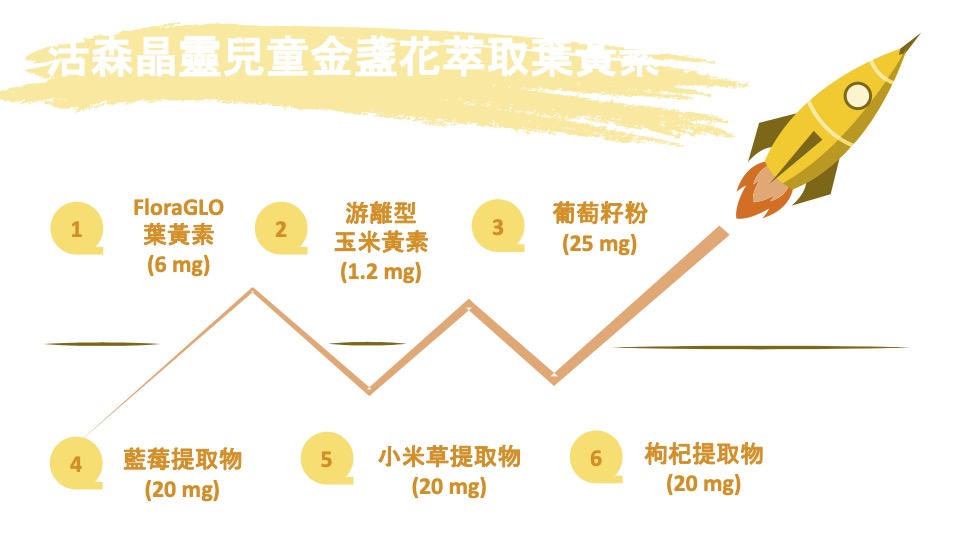 活森晶靈兒童金盞花萃取葉黃素
1
FloraGLO
葉黃素
(6 mg)
2
游離型
玉米黃素
(1.2 mg)
3
葡萄籽粉
(25 mg)
4
藍莓提取物
(20 mg)
5
小米草提取物
(20 mg)
6
枸杞提取物
(20 mg)